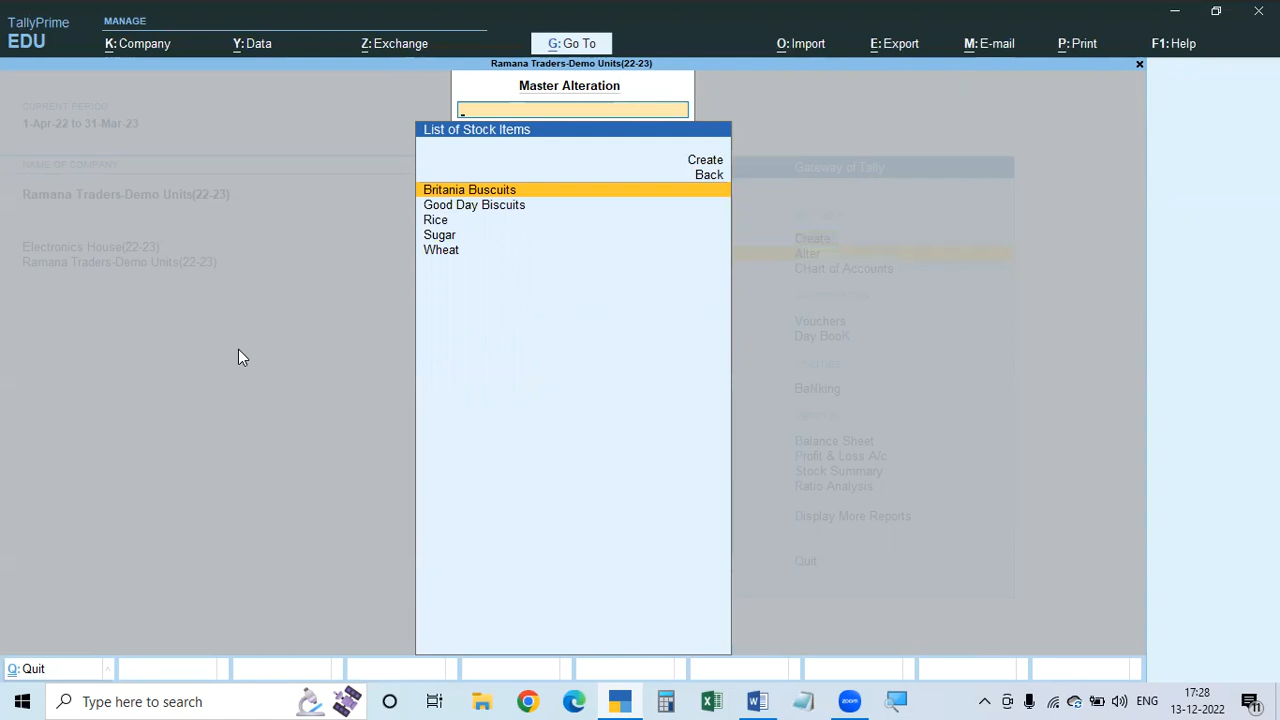 TallyPrime
MANAGE
EDU
K:Company
Y:Data
Z:Exchange
G:Go To
O:Import
E:Export
M:E-mail
P:Print
F1:Help
Ramana Traders-Demo Units(22-23)
CURRENT PERIOD
1-Apr-22 to 31-Mar-23
NAME OF COMPANY
Ramana Traders-Demo Units(22-23)
Electronics House(22-23)
Ramana Traders-Demo Units(22-23)
Master Alteration
List of Stock Items
Create
Back
Britania Buscuits
Good Day Biscuits
Rice
Sugar
Wheat
Gateway of Tally
Create
Alter
CHart of Accounts
Vouchers
Day BooK
BaNking
Balance Sheet
Profit & Loss A/c
Stock Summary
Ratio Analysis
Display More Reports
Quit
Q:Quit
Type here to search
ENG
17:28
13-12-2022